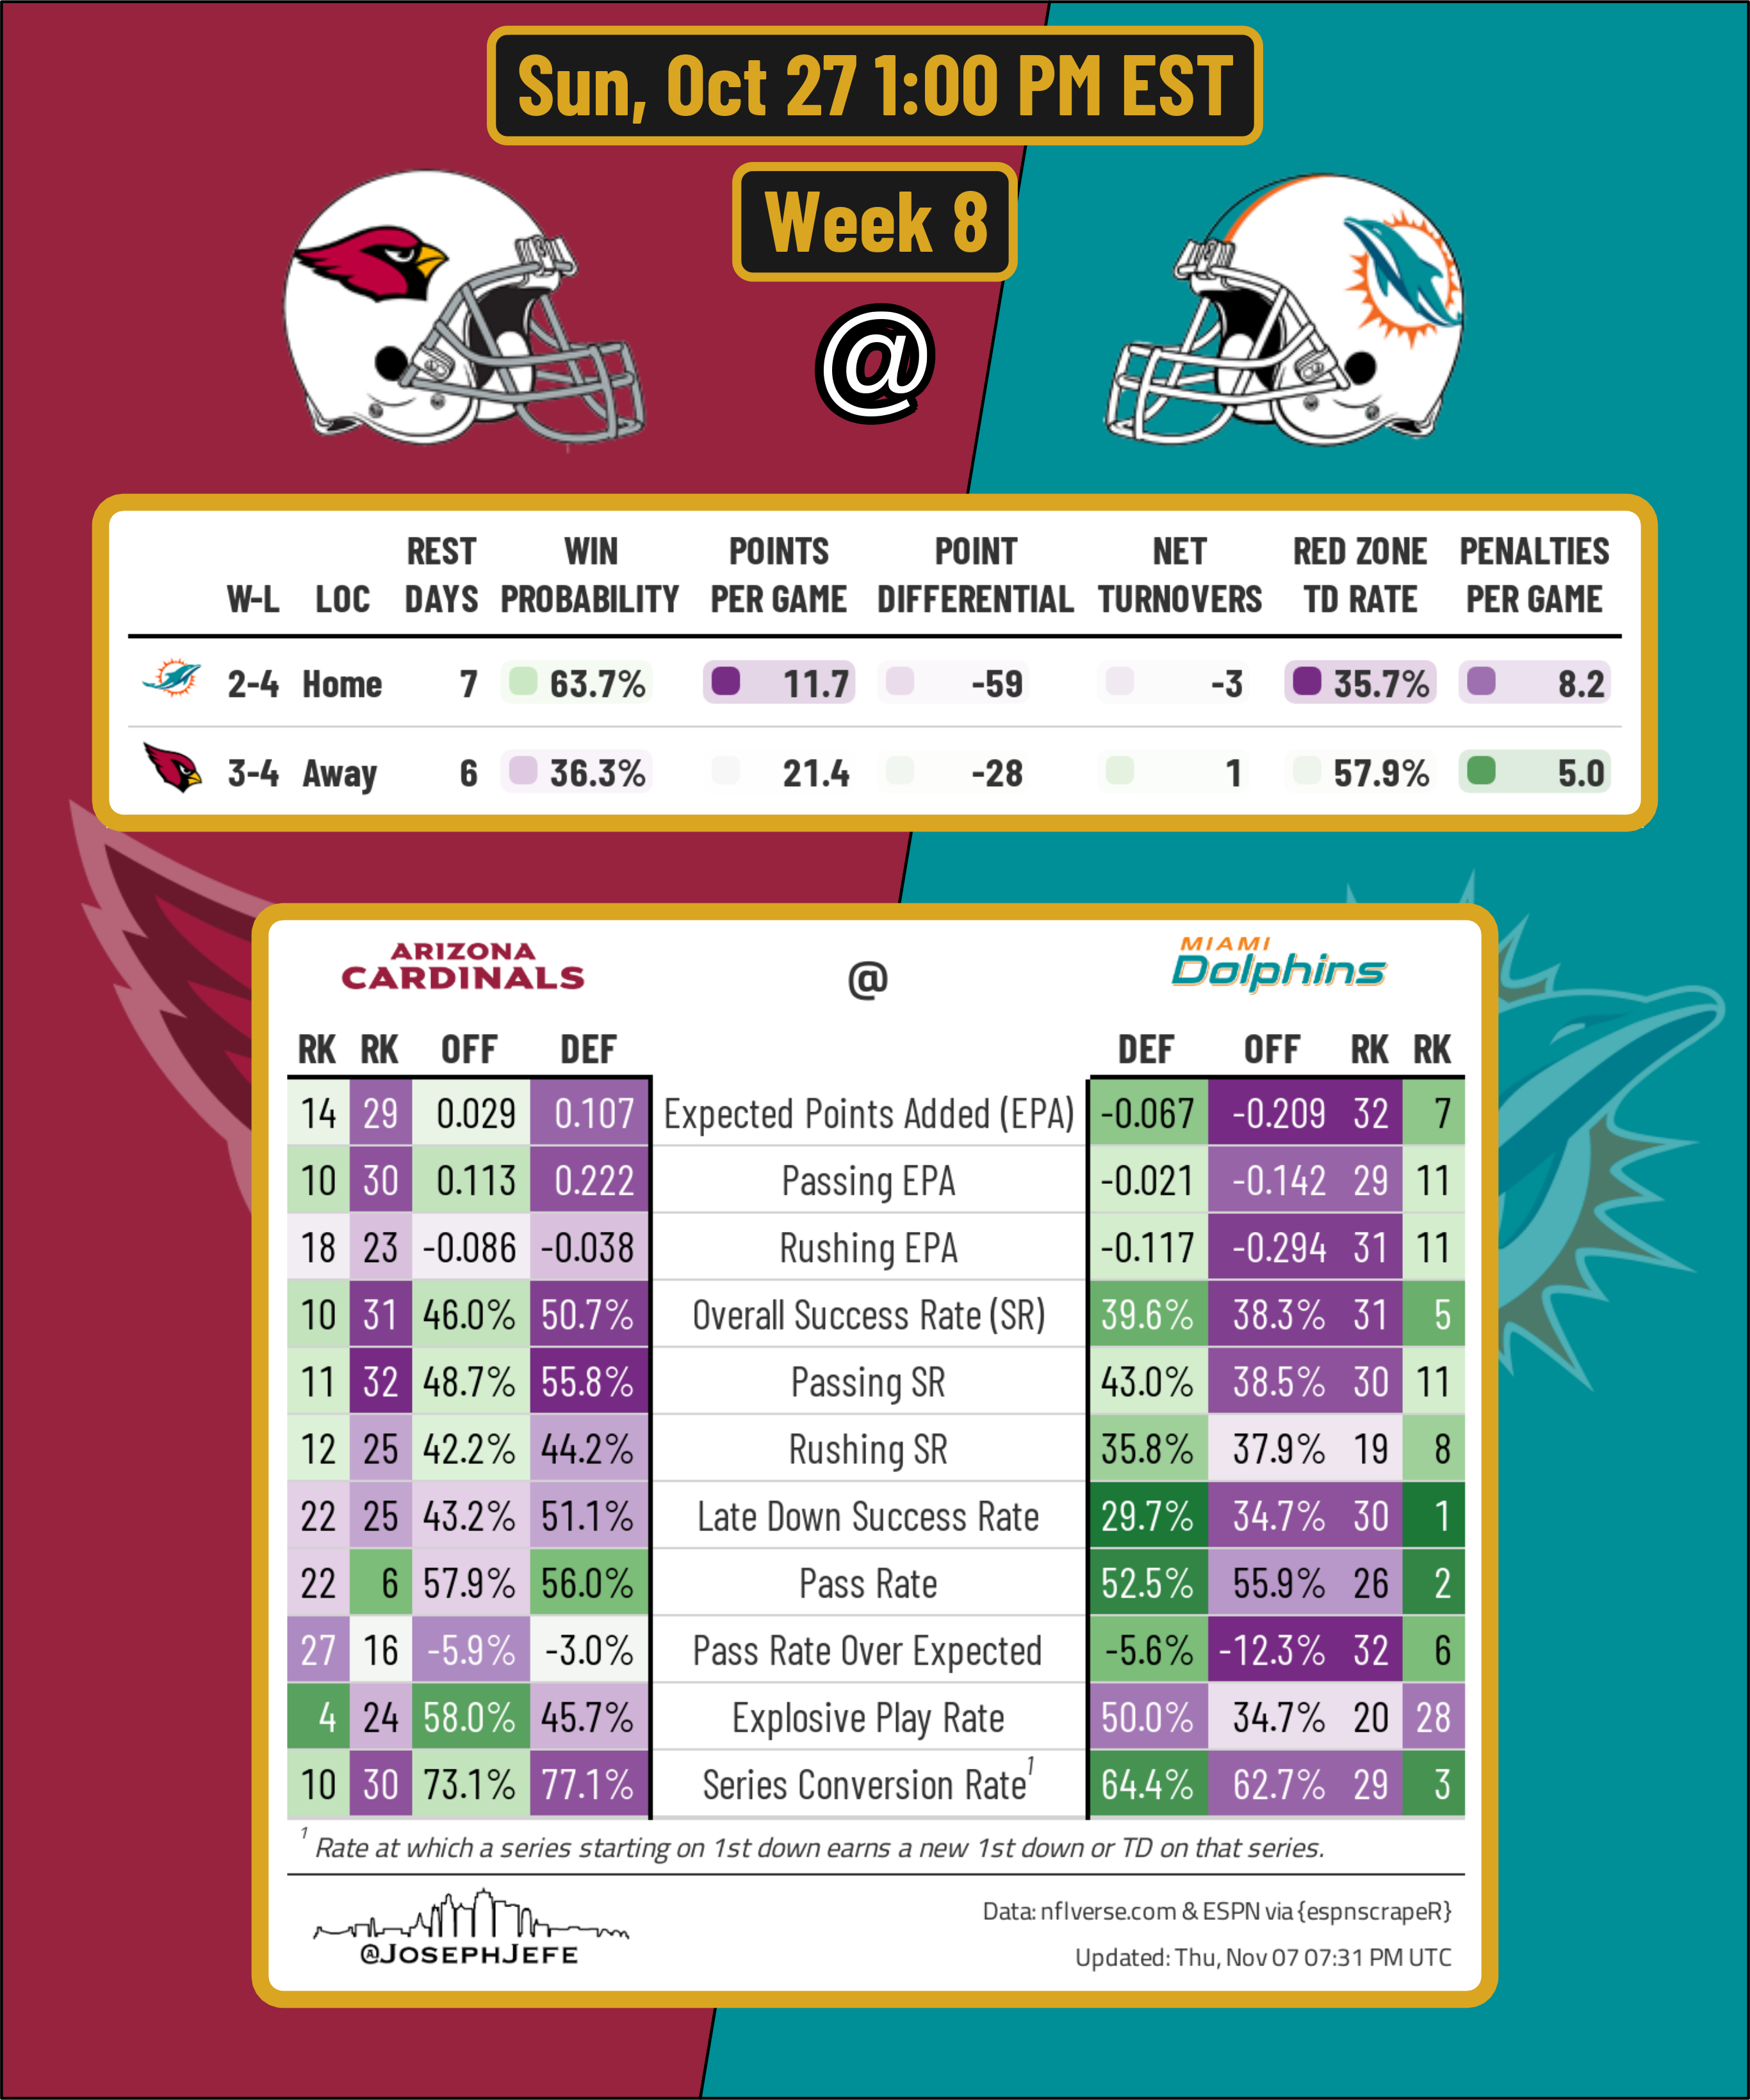 Sun, Oct 27 1:00 PM EST
Week 8
@
REST WIN POINTS POINT NET RED ZONE PENALTIES
W-L LOC DAYS PROBABILITY PER GAME DIFFERENTIAL TURNOVERS TD RATE PER GAME
2-4 Home 7 63.7% 11.7 -59 -3 35.7% 8.2
3-4 Away 6 36.3% 21.4 -28 1 57.9% 5.0
ARIZONA MIAMI
CARDINALS @ Dolphins
RK RK OFF DEF DEF OFF RK RK
14 29 0.029 0.107 Expected Points Added (EPA) -0.067 -0.209 32 7
10 30 0.113 0.222 Passing EPA -0.021 -0.142 29 11
18 23 -0.086 -0.038 Rushing EPA -0.117 -0.294 31 11
10 31 46.0% 50.7% Overall Success Rate (SR) 39.6% 38.3% 31 5
11 32 48.7% 55.8% Passing SR 43.0% 38.5% 30 11
12 25 42.2% 44.2% Rushing SR 35.8% 37.9% 19 8
22 25 43.2% 51.1% Late Down Success Rate 29.7% 34.7% 30 1
22 6 57.9% 56.0% Pass Rate 52.5% 55.9% 26 2
27 16 -5.9% -3.0% Pass Rate Over Expected -5.6% -12.3% 32 6
4 24 58.0% 45.7% Explosive Play Rate 50.0% 34.7% 20 28
10 30 73.1% 77.1% Series Conversion Rate1 64.4% 62.7% 29 3
1 Rate at which a series starting on 1st down earns a new 1st down or TD on that series.
Data: nflverse.com & ESPN via {espnscrapeR}
@JOSEPHJEFE
Updated: Thu, Nov 07 07:31 PM UTC